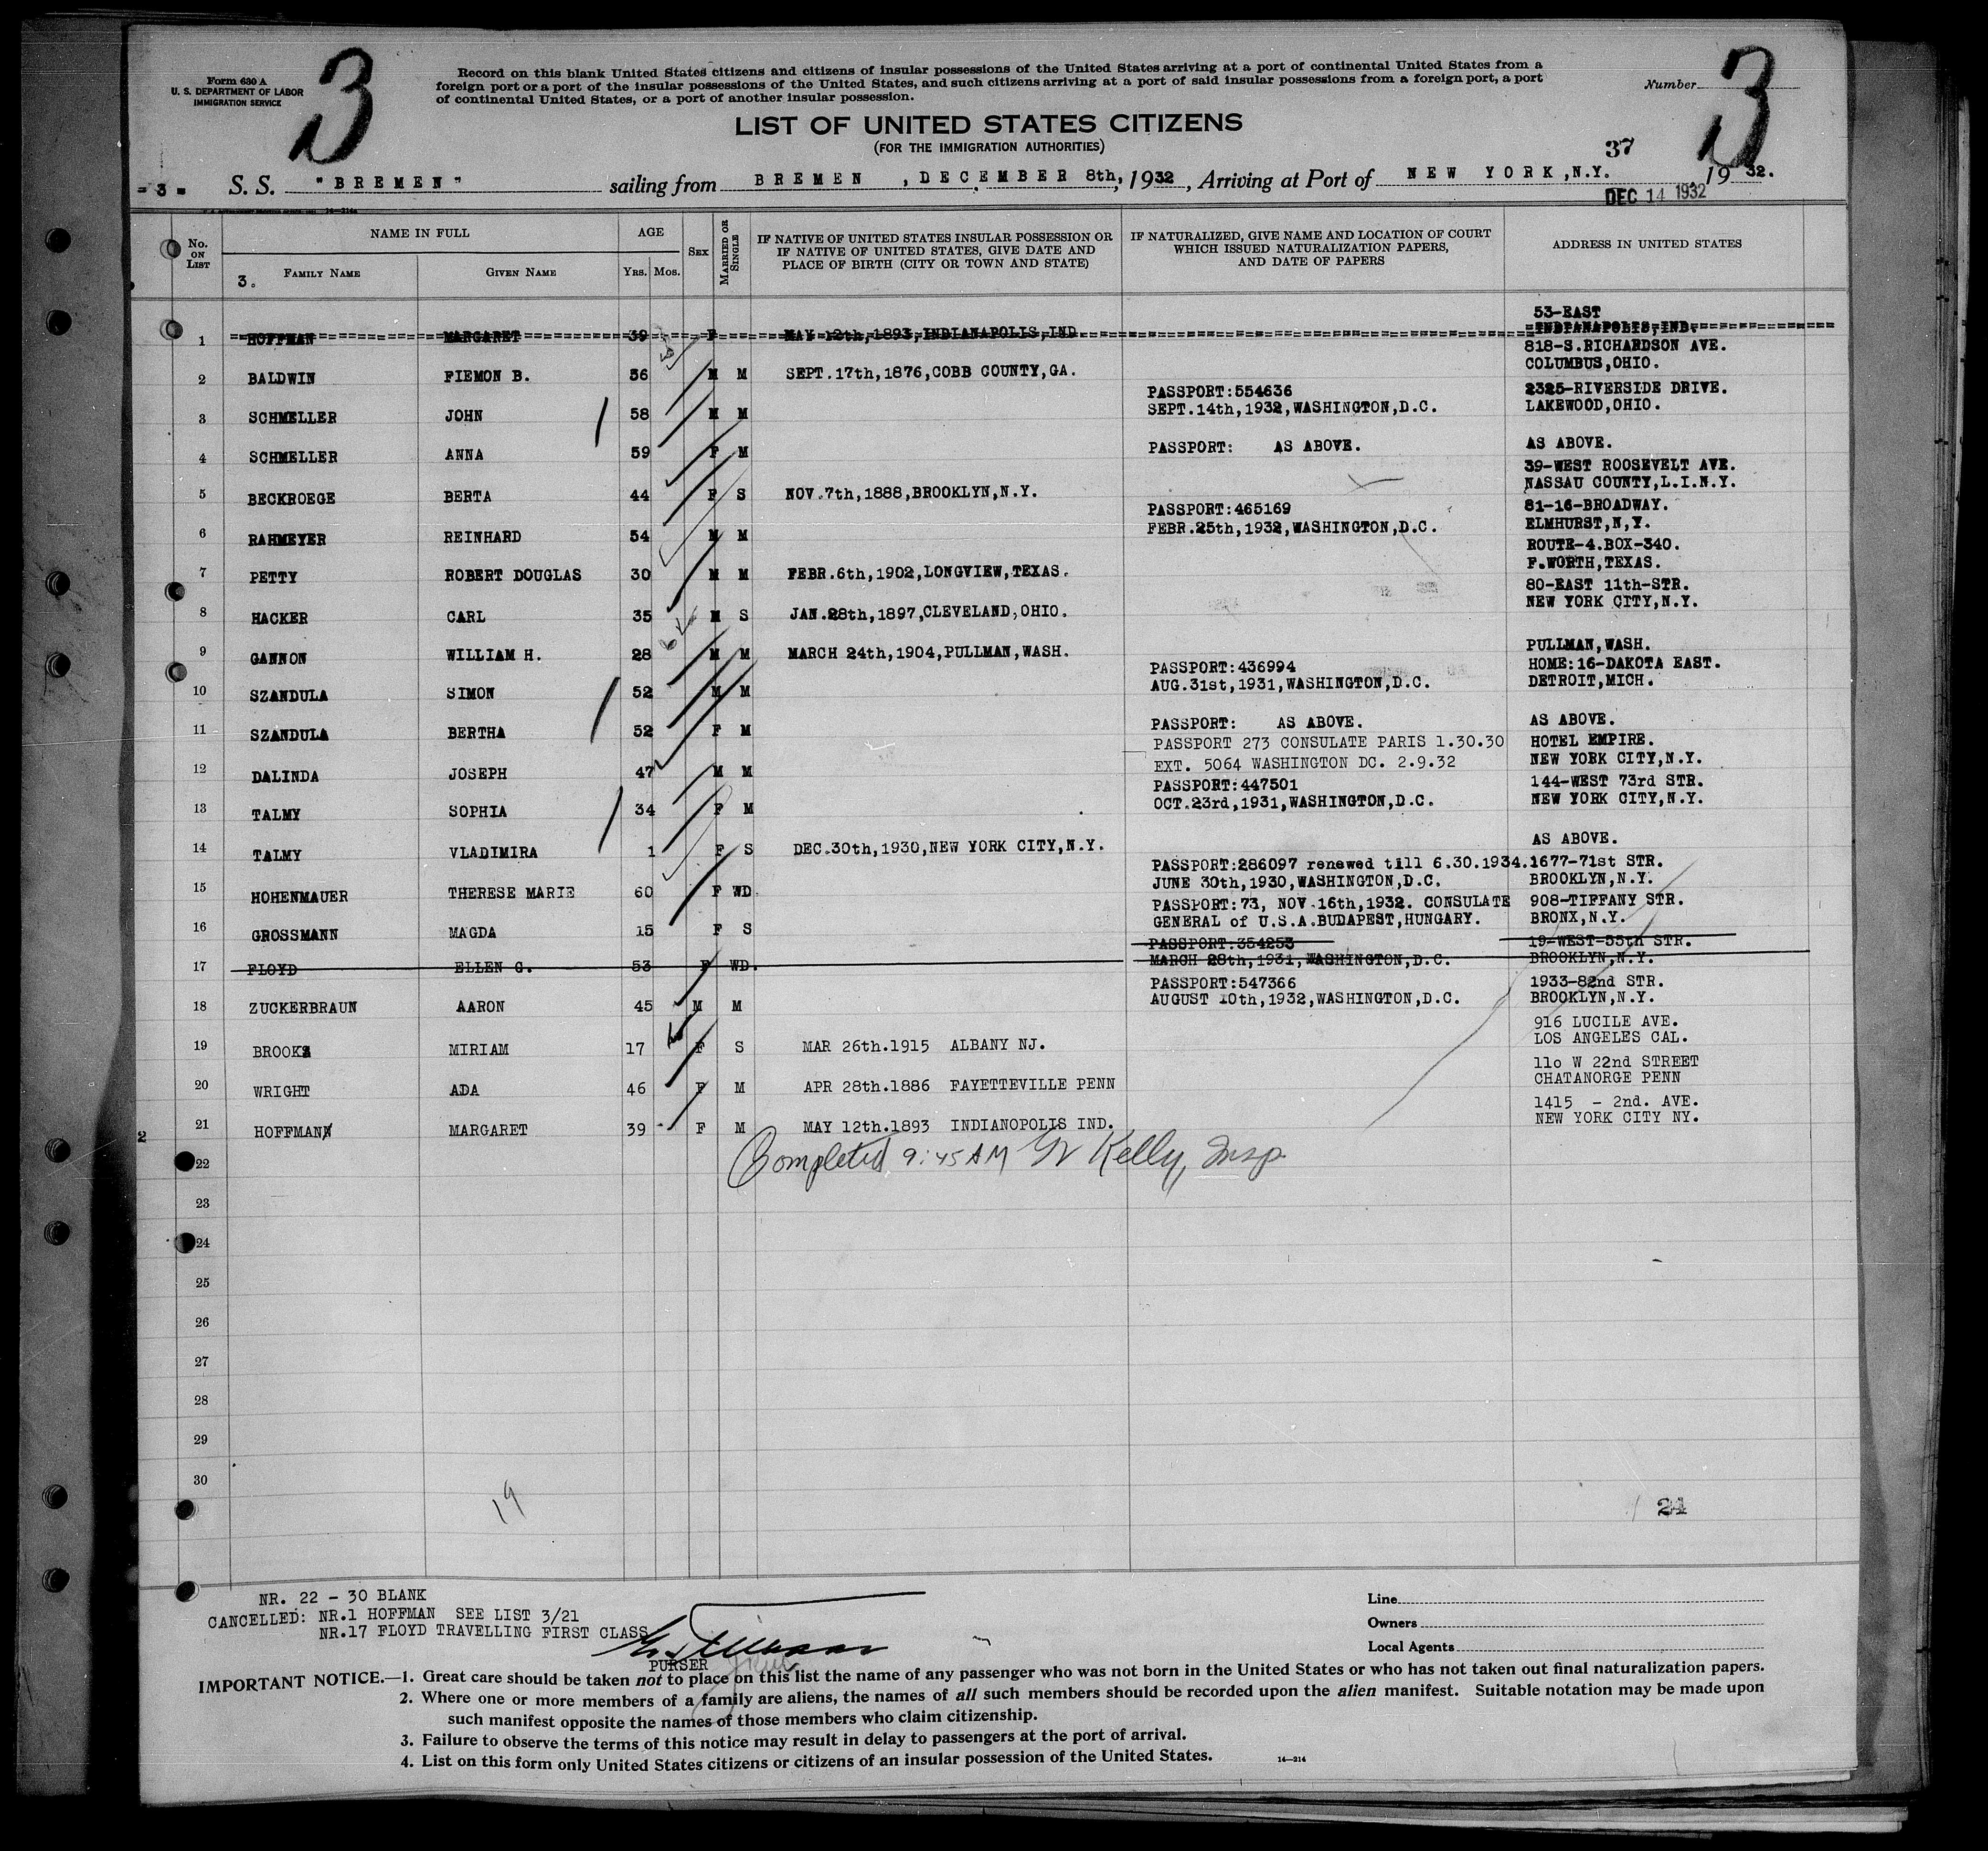 Form 630 A
U. S. DEPARTMENT OF LABOR
IMMIGRATION SERVICE
3
Record on this blank United States citizens and citizens of insular possessions of the United States arriving at a port of continental United States from a
foreign port or a port of the insular possessions of the United States, and such citizens arriving at a port of said insular possessions from a foreign port, a port
of continental United States, or a port of another insular possession.
Number
3
LIST OF UNITED STATES CITIZENS
(FOR THE IMMIGRATION AUTHORITIES)
37
= 3 = S. S. "BREMEN" sailing from BREMEN, DECEMBER 8th, 1932, Arriving at Port of NEW YORK, N.Y. 1932.
DEC 14 1932
No. ON LIST
NAME IN FULL
3. FAMILY NAME GIVEN NAME
AGE
YRS. MOS.
SEX
MARRIED OR SINGLE
IF NATIVE OF UNITED STATES INSULAR POSSESSION OR
IF NATIVE OF UNITED STATES, GIVE DATE AND
PLACE OF BIRTH (CITY OR TOWN AND STATE)
IF NATURALIZED, GIVE NAME AND LOCATION OF COURT
WHICH ISSUED NATURALIZATION PAPERS,
AND DATE OF PAPERS
ADDRESS IN UNITED STATES
53-EAST
1 HOFFMAN MARGARET 39 F MAY 12th,1893,INDIANAPOLIS,IND INDIANAPOLIS,IND.
818-S.RICHARDSON AVE.
2 BALDWIN FIEMON B. 56 M M SEPT.17th,1876,COBB COUNTY,GA. COLUMBUS,OHIO.
PASSPORT:554636 2325-RIVERSIDE DRIVE.
3 SCHMELLER JOHN 58 M M SEPT.14th,1932,WASHINGTON,D.C. LAKEWOOD,OHIO.
4 SCHMELLER ANNA 59 F M PASSPORT: AS ABOVE. AS ABOVE.
39-WEST ROOSEVELT AVE.
5 BECKROEGE BERTA 44 F S NOV.7th,1888,BROOKLYN,N.Y. NASSAU COUNTY,L.I.N.Y.
PASSPORT:465169 81-16-BROADWAY.
6 RAHMEYER REINHARD 54 M M FEBR.25th,1932,WASHINGTON,D.C. ELMHURST,N,Y.
ROUTE-4.BOX-340.
7 PETTY ROBERT DOUGLAS 30 M M FEBR.6th,1902,LONGVIEW,TEXAS. F.WORTH,TEXAS.
80-EAST 11th-STR.
8 HACKER CARL 35 M S JAN.28th,1897,CLEVELAND,OHIO. NEW YORK CITY,N.Y.
9 GANNON WILLIAM H. 28 M M MARCH 24th,1904,PULLMAN,WASH. PULLMAN,WASH.
PASSPORT:436994 HOME:16-DAKOTA EAST.
10 SZANDULA SIMON 52 M M AUG.31st,1931,WASHINGTON,D.C. DETROIT,MICH.
11 SZANDULA BERTHA 52 F M PASSPORT: AS ABOVE. AS ABOVE.
PASSPORT 273 CONSULATE PARIS 1.30.30 HOTEL EMPIRE.
12 DALINDA JOSEPH 47 M M EXT. 5064 WASHINGTON DC. 2.9.32 NEW YORK CITY,N.Y.
PASSPORT:447501 144-WEST 73rd STR.
13 TALMY SOPHIA 34 F M OCT.23rd,1931,WASHINGTON,D.C. NEW YORK CITY,N.Y.
14 TALMY VLADIMIRA 1 F S DEC.30th,1930,NEW YORK CITY,N.Y. AS ABOVE.
PASSPORT:286097 renewed till 6.30.1934. 1677-71st STR.
15 HOHENMAUER THERESE MARIE 60 F WD. JUNE 30th,1930,WASHINGTON,D.C. BROOKLYN,N.Y.
PASSPORT:73, NOV.16th,1932. CONSULATE 908-TIFFANY STR.
16 GROSSMANN MAGDA 15 F S GENERAL of U.S.A.BUDAPEST,HUNGARY. BRONX,N.Y.
PASSPORT:354253 19-WEST-55th STR.
17 FLOYD ELLEN G. 53 F WD. MARCH 28th,1931,WASHINGTON,D.C. BROOKLYN,N.Y.
PASSPORT:547366 1933-82nd STR.
18 ZUCKERBRAUN AARON 45 M M AUGUST 10th,1932,WASHINGTON,D.C. BROOKLYN,N.Y.
916 LUCILE AVE.
19 BROOKS MIRIAM 17 F S MAR 26th.1915 ALBANY NJ. LOS ANGELES CAL.
11o W 22nd STREET
20 WRIGHT ADA 46 F M APR 28th.1886 FAYETTEVILLE PENN CHATANORGE PENN
1415 - 2nd. AVE.
21 HOFFMANN MARGARET 39 F M MAY 12th.1893 INDIANOPOLIS IND. NEW YORK CITY NY.
2
Completed 9:45 AM Kelly, Insp.
22
23
24
25
26
27
28
29
30
19
24
NR. 22 - 30 BLANK
CANCELLED: NR.1 HOFFMAN SEE LIST 3/21
NR.17 FLOYD TRAVELLING FIRST CLASS
PURSER
Line
Owners
Local Agents
IMPORTANT NOTICE.—1. Great care should be taken not to place on this list the name of any passenger who was not born in the United States or who has not taken out final naturalization papers.
2. Where one or more members of a family are aliens, the names of all such members should be recorded upon the alien manifest. Suitable notation may be made upon
such manifest opposite the names of those members who claim citizenship.
3. Failure to observe the terms of this notice may result in delay to passengers at the port of arrival.
4. List on this form only United States citizens or citizens of an insular possession of the United States.
14—214